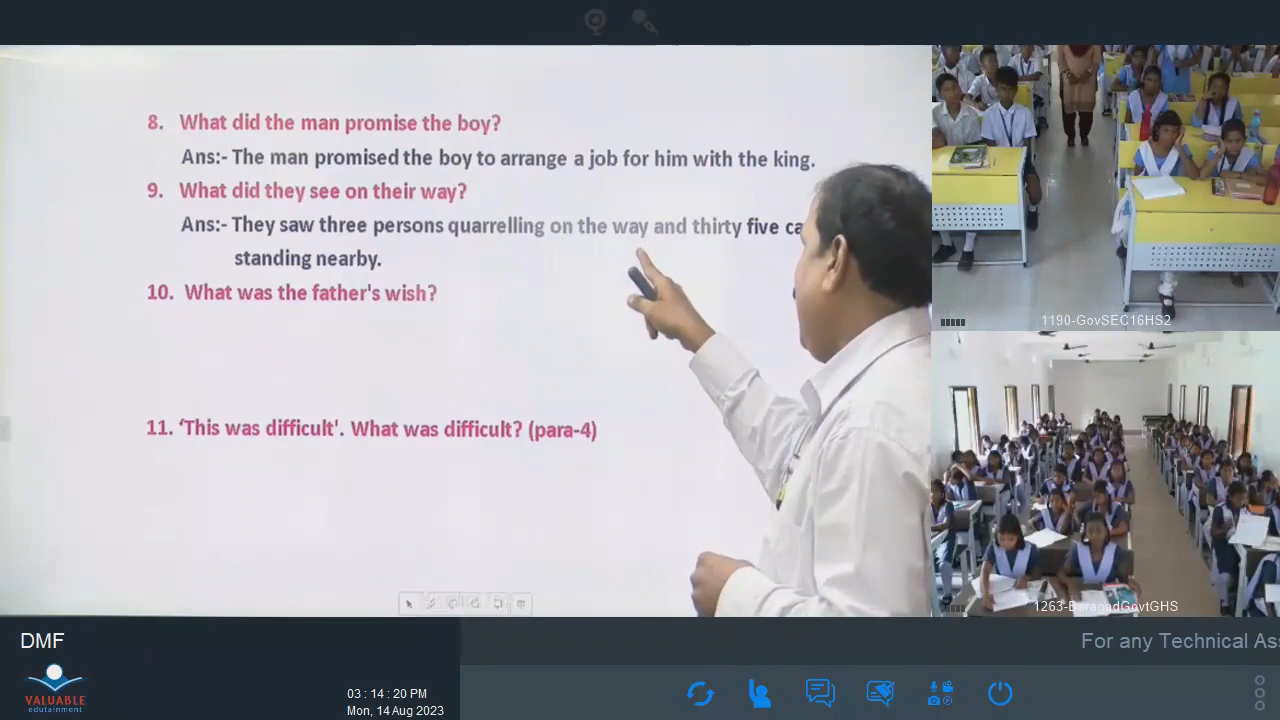 8. What did the man promise the boy?
Ans:- The man promised the boy to arrange a job for him with the king.
9. What did they see on their way?
Ans:- They saw three persons quarrelling on the way and thirty five ca
standing nearby.
10. What was the father's wish?
11. ‘This was difficult'. What was difficult? (para-4)
1190-GovSEC16HS2
DMF
VALUABLE
edutainment
03 : 14 : 20 PM
Mon, 14 Aug 2023
For any Technical Ass